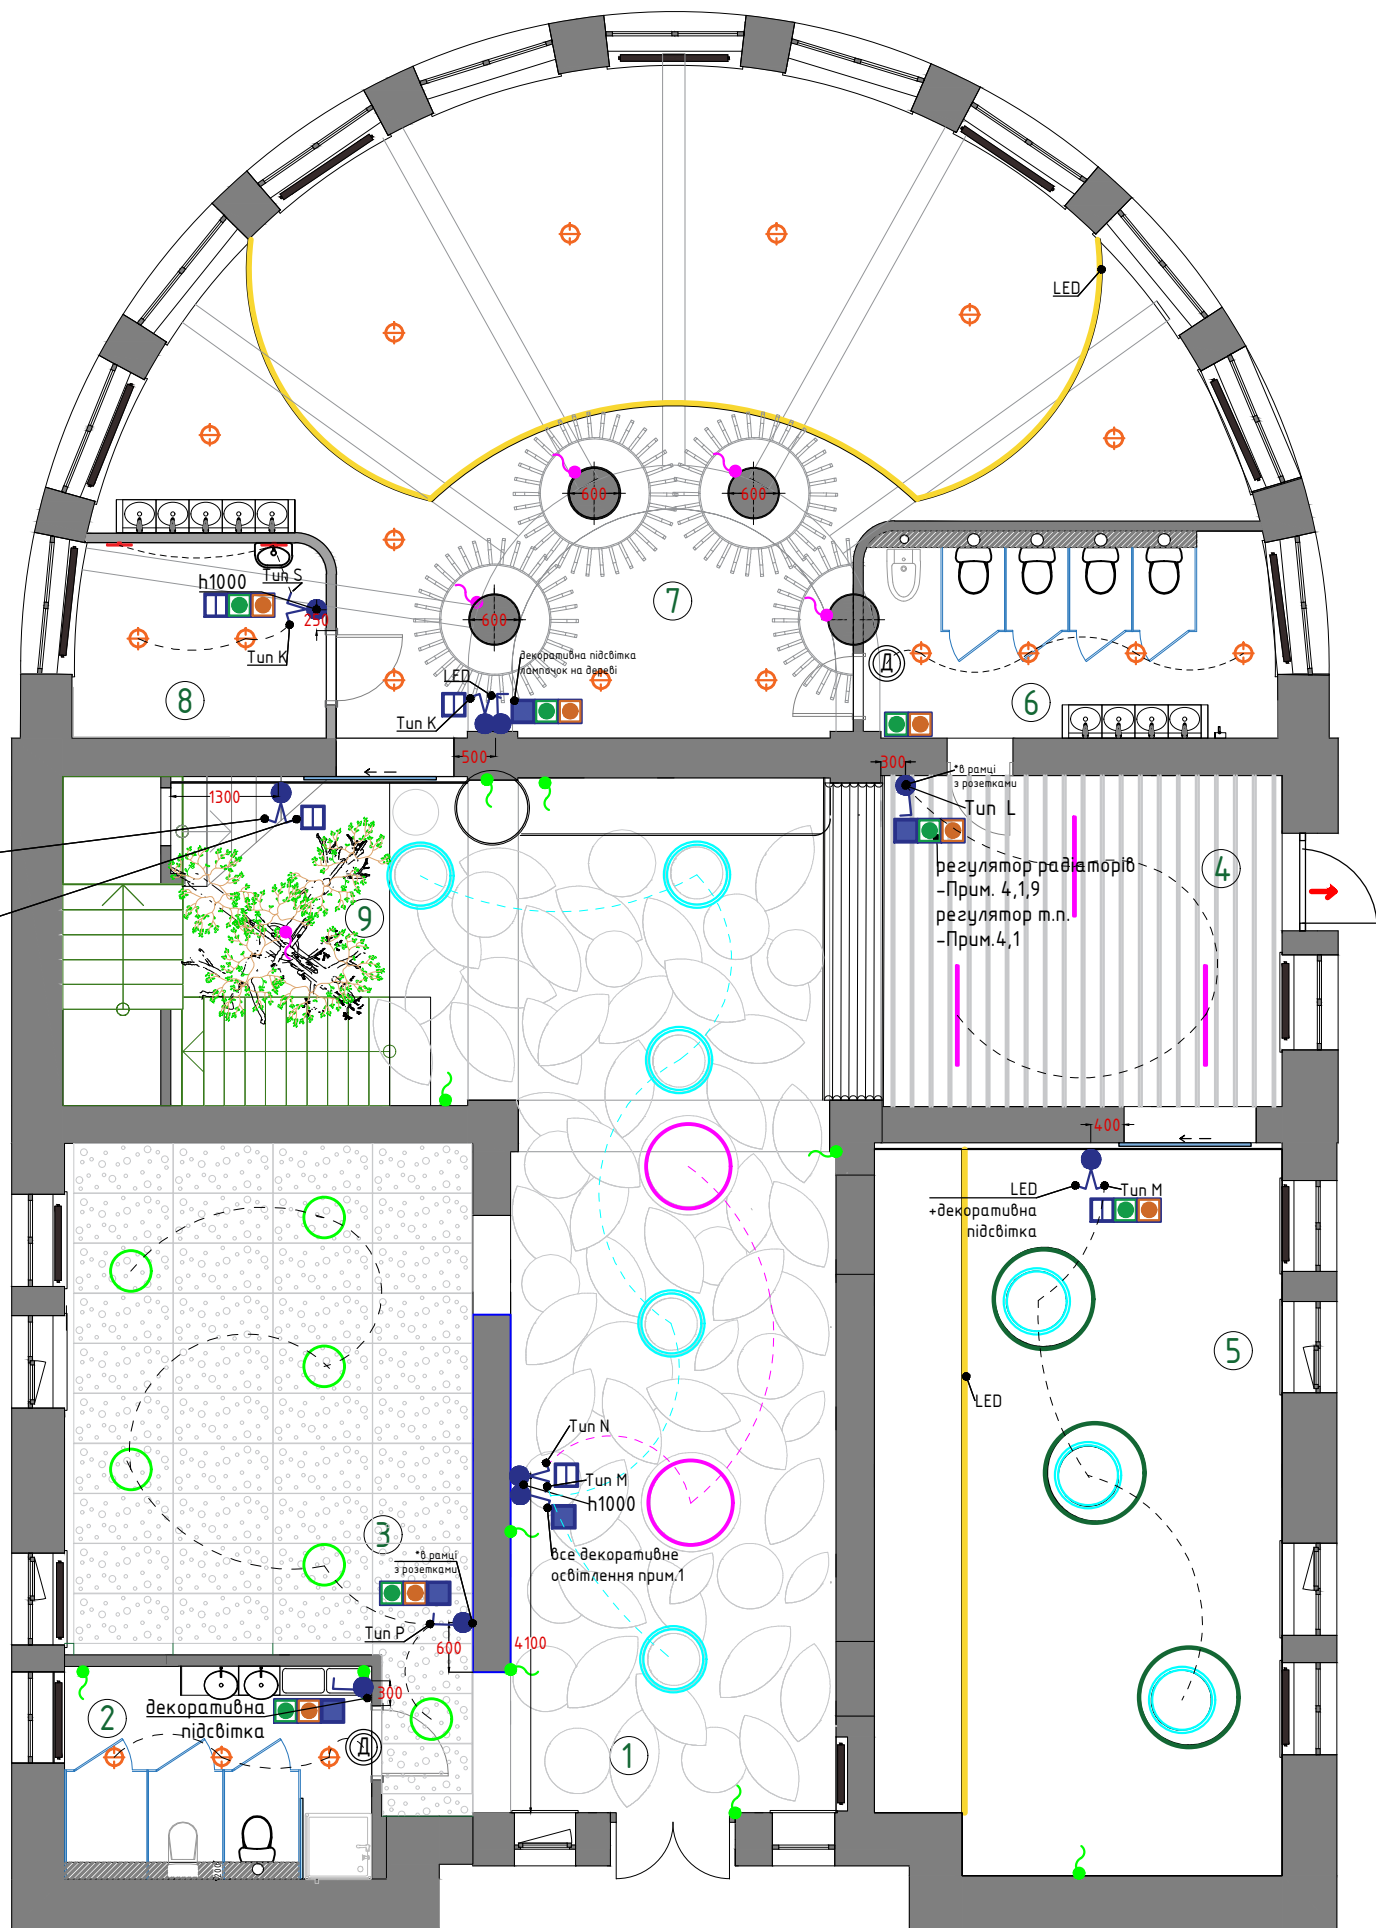 LED
600
600
Тип S
h1000
250
Тип К
8
600
7
декоративна підсвітка
лампочок на дереві
LED
Тип К
500
Д
6
300
*в рамці
з розетками
Тип L
1300
регулятор радіаторів
-Прим. 4,1,9
регулятор т.п.
-Прим.4,1
4
9
400
LED
+декоративна
підсвітка
Тип М
5
LED
Тип N
Тип М
h1000
все декоративне
освітлення прим.1
3
*в рамці
з розетками
Тип Р
600
4100
300
декоративна
підсвітка
2
Д
1
200